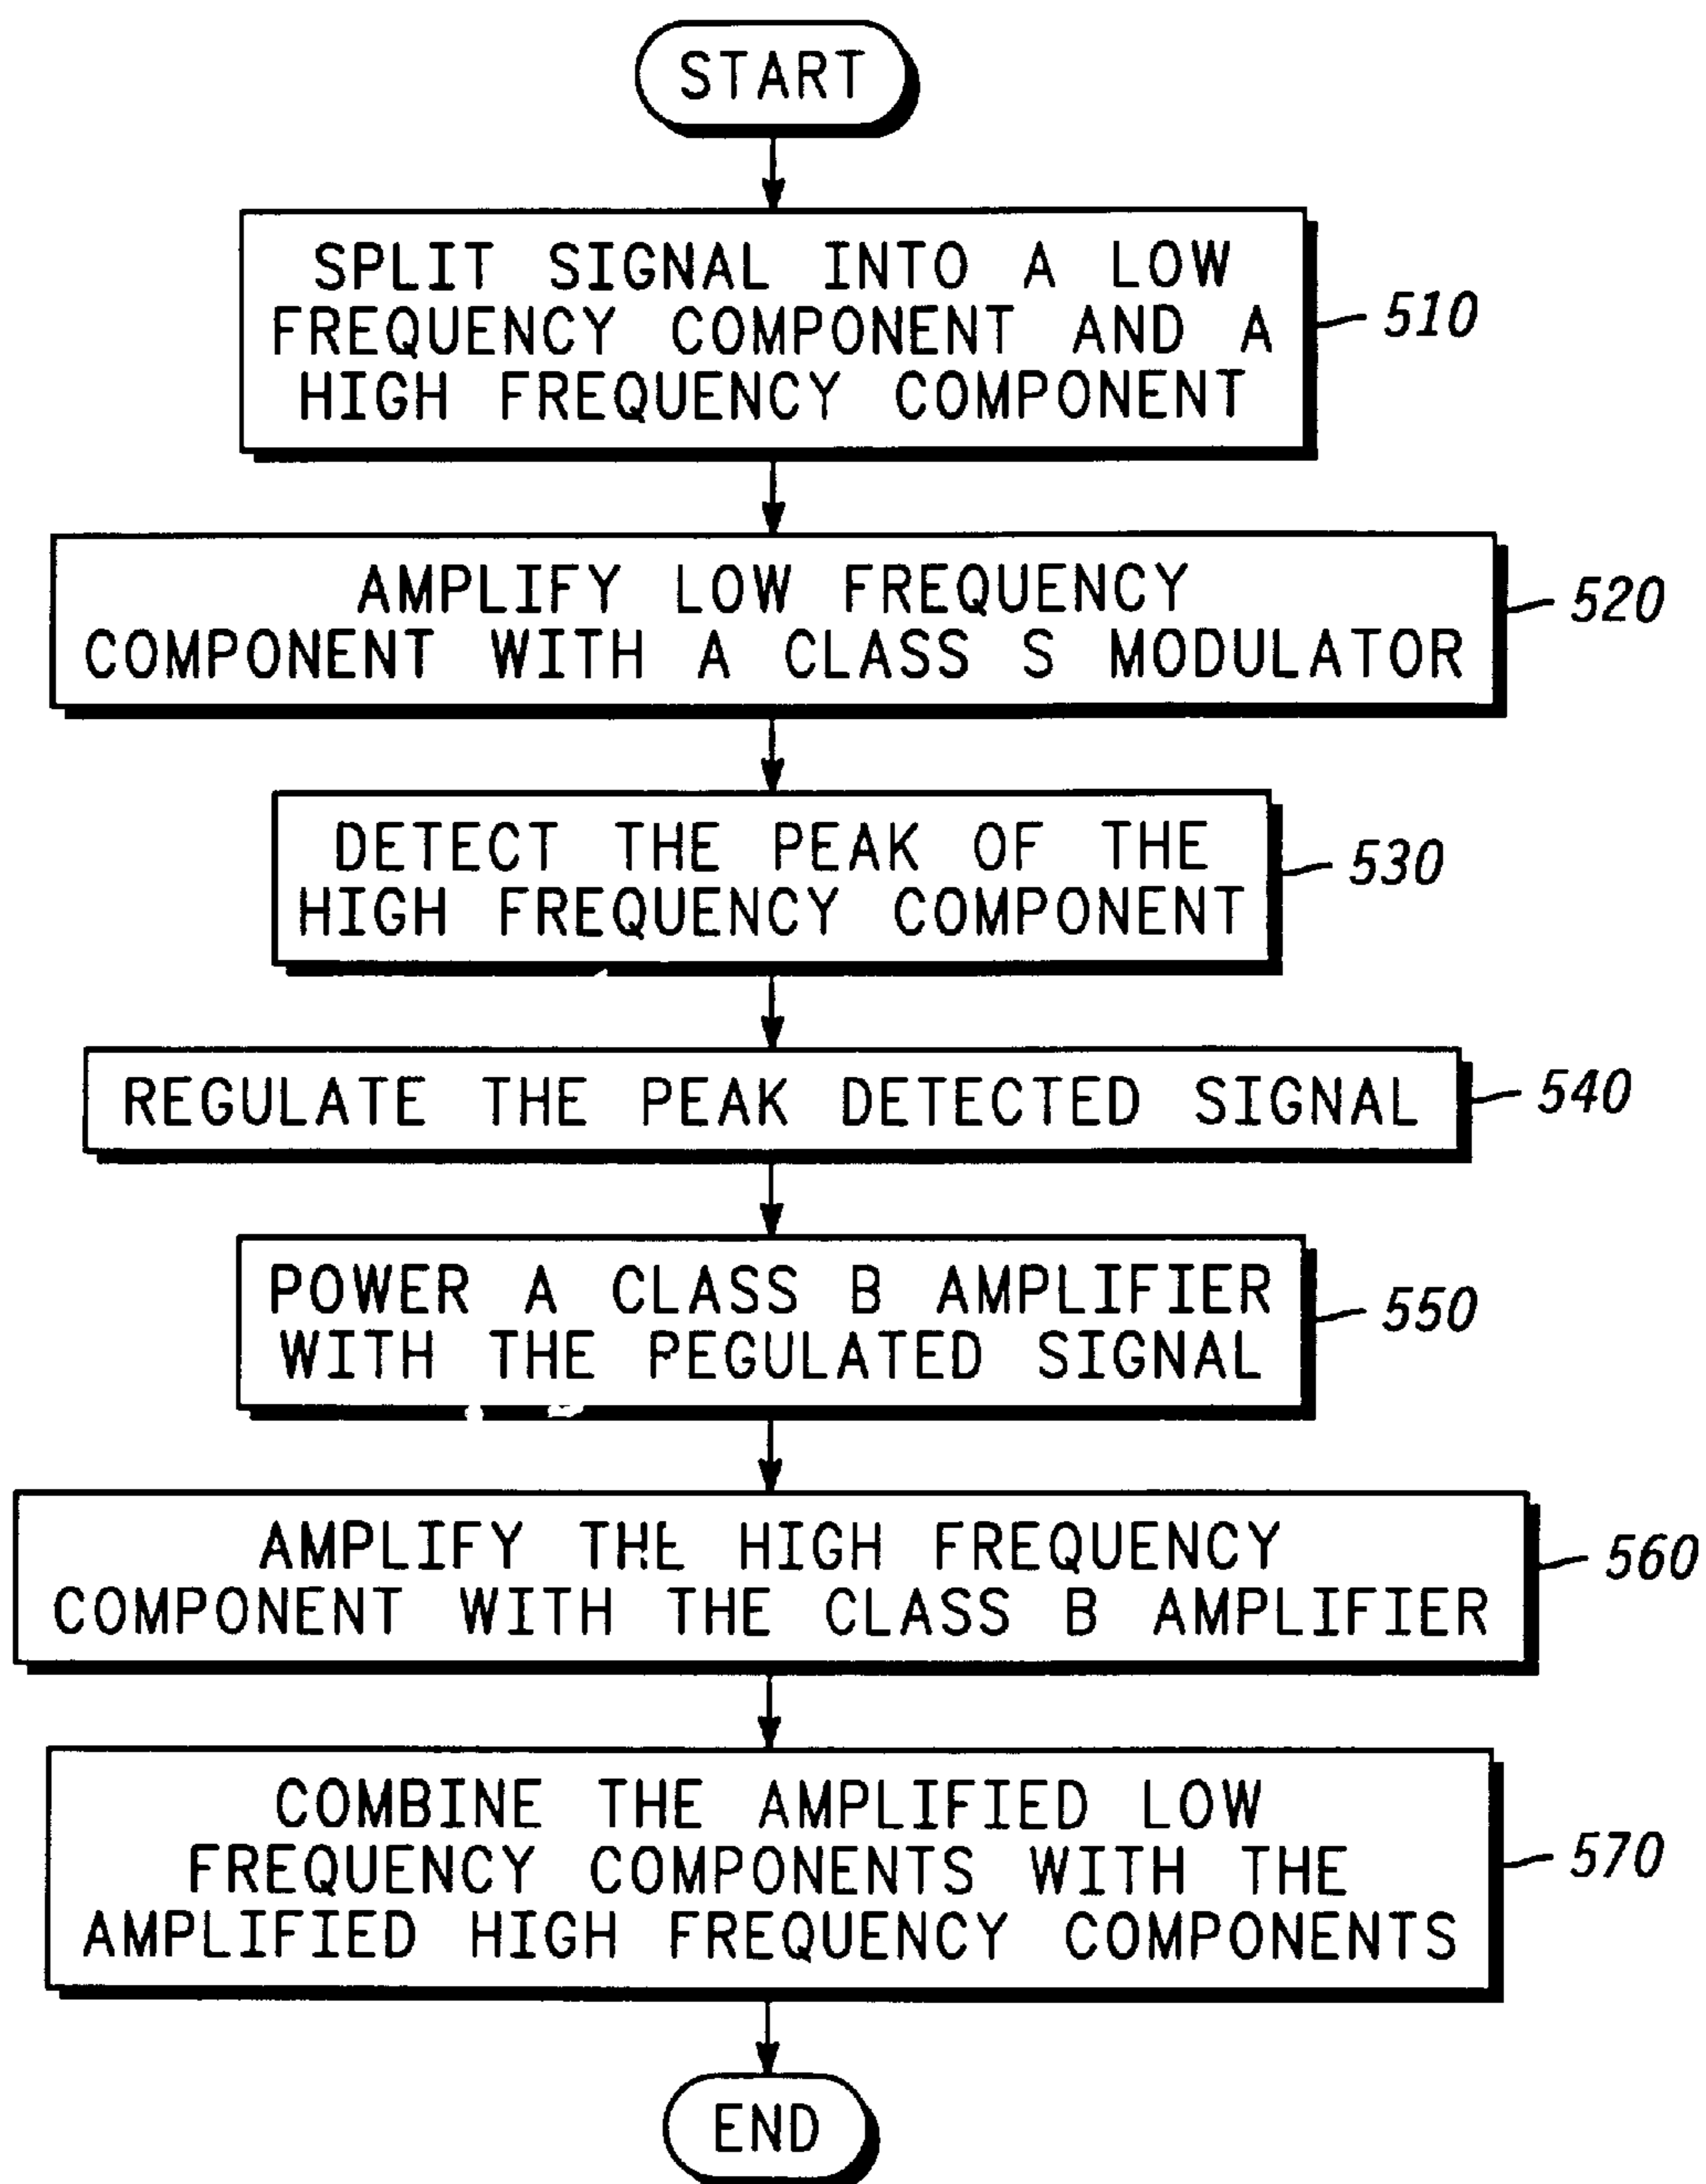 START
SPLIT SIGNAL INTO A LOW
FREQUENCY COMPONENT AND A
HIGH FREQUENCY COMPONENT
510
AMPLIFY LOW FREQUENCY
COMPONENT WITH A CLASS S MODULATOR
520
DETECT THE PEAK OF THE
HIGH FREQUENCY COMPONENT
530
REGULATE THE PEAK DETECTED SIGNAL
540
POWER A CLASS B AMPLIFIER
WITH THE PEGULATED SIGNAL
550
AMPLIFY THE HIGH FREQUENCY
COMPONENT WITH THE CLASS B AMPLIFIER
560
COMBINE THE AMPLIFIED LOW
FREQUENCY COMPONENTS WITH THE
AMPLIFIED HIGH FREQUENCY COMPONENTS
570
END